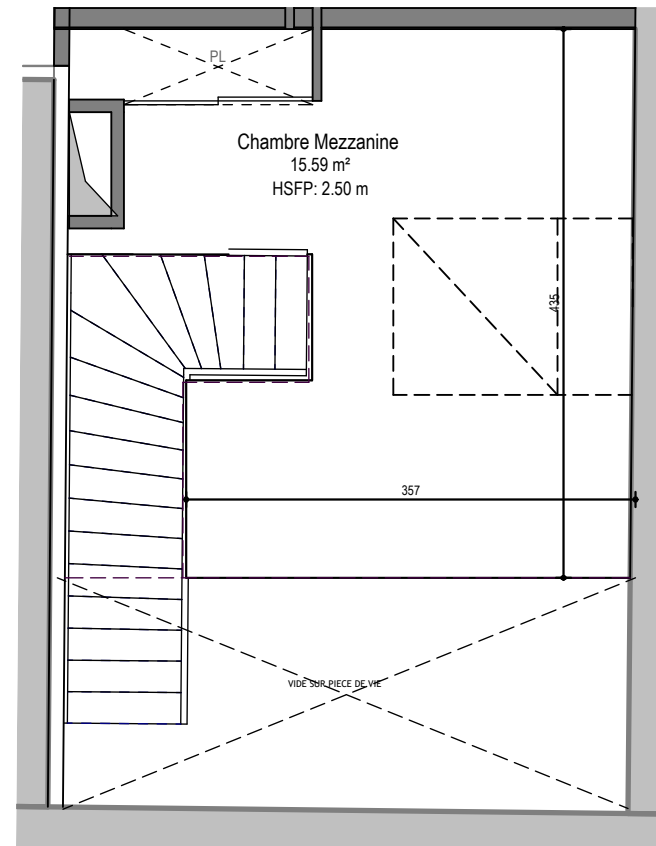 PL
Chambre Mezzanine
15.59 m²
HSFP: 2.50 m
435
357
VIDE SUR PIECE DE VIE